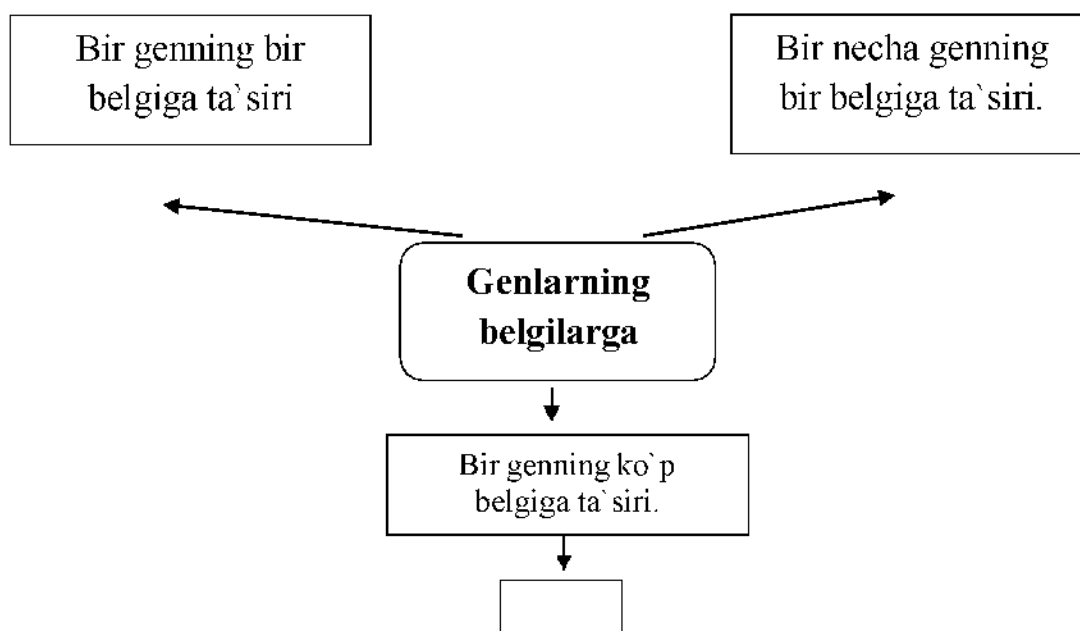 Bir genning bir
belgiga ta`siri
Bir necha genning
bir belgiga ta`siri.
Genlarning
belgilarga
Bir genning ko`p
belgiga ta`siri.